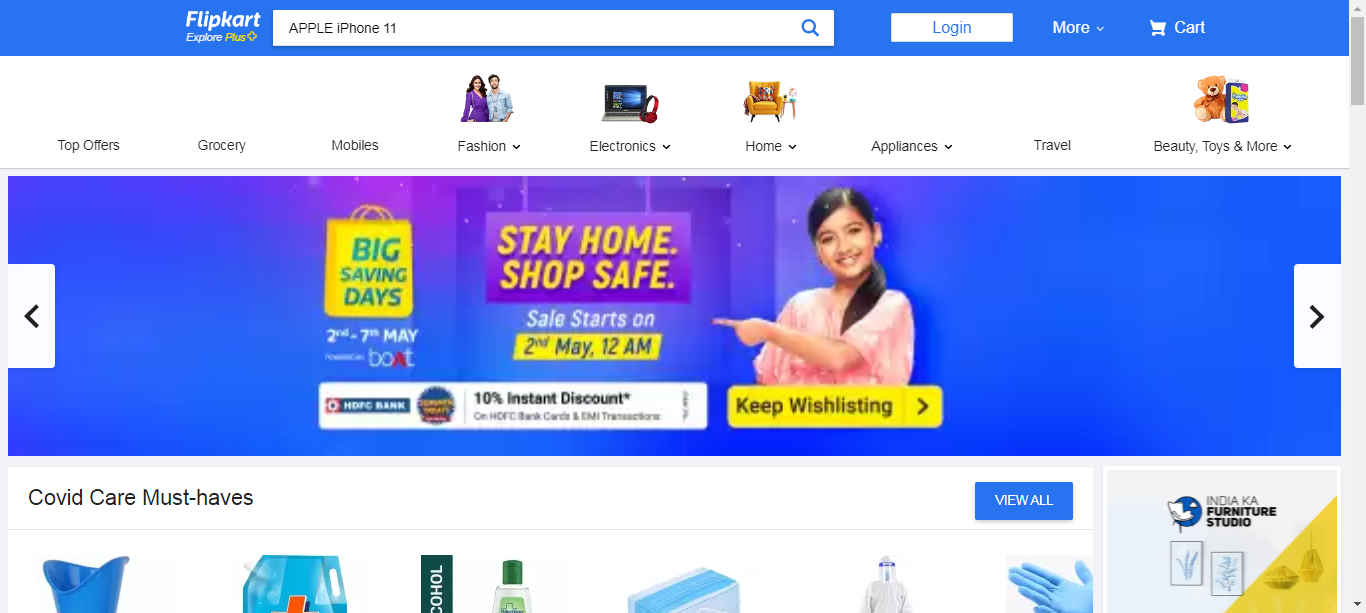 Flipkart
Explore Plus
APPLE iPhone 11
Login
More
Cart
Top Offers
Grocery
Mobiles
Fashion
Electronics
Home
Appliances
Travel
Beauty, Toys & More
BIG
SAVING
DAYS
2nd - 7th MAY
boAt
STAY HOME.
SHOP SAFE.
Sale Starts on
2nd May, 12 AM
HDFC BANK
10% Instant Discount*
On HDFC Bank Cards & EMI Transactions
Keep Wishlisting
Covid Care Must-haves
VIEW ALL
INDIA KA
FURNITURE
STUDIO
COHOL